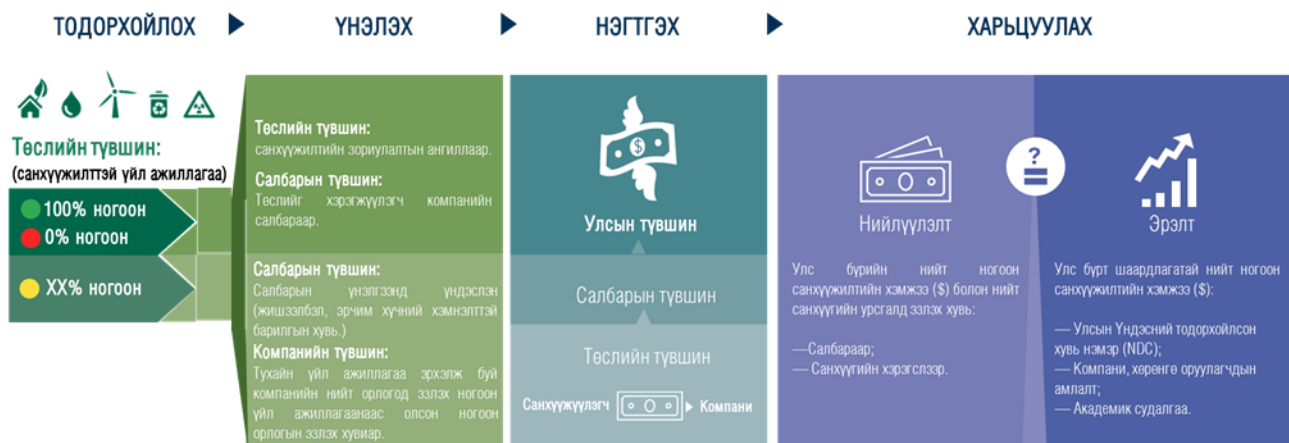 ТОДОРХОЙЛОХ
ҮНЭЛЭХ
НЭГТГЭХ
ХАРЬЦУУЛАХ
Төслийн түвшин:
(санхүүжилттэй үйл ажиллагаа)
100% ногоон
0% ногоон
XX% ногоон
Төслийн түвшин:
санхүүжилтийн зориулалтын ангиллаар.
Салбарын түвшин:
Төслийг хэрэгжүүлэгч компанийн
салбараар.
Салбарын түвшин:
Салбарын үнэлгээнд үндэслэн
(жишээлбэл, эрчим хүчний хэмнэлттэй
барилгын хувь.)
Компанийн түвшин:
Тухайн үйл ажиллагаа эрхэлж буй
компанийн нийт орлогод эзлэх ногоон
үйл ажиллагаанаас олсон ногоон
орлогын эзлэх хувиар.
$
Улсын түвшин
Салбарын түвшин
Төслийн түвшин
Санхүүжүүлэгч
Компани
Нийлүүлэлт
Улс бүрийн нийт ногоон
санхүүжилтийн хэмжээ ($) болон нийт
санхүүгийн урсгалд эзлэх хувь:
—Салбараар;
— Санхүүгийн хэрэгслээр.
?
=
Эрэлт
Улс бүрт шаардлагатай нийт ногоон
санхүүжилтийн хэмжээ ($):
— Улсын Үндэсний тодорхойлсон
хувь нэмэр (NDC);
— Компани, хөрөнгө оруулагчдын
амлалт;
— Академик судалгаа.